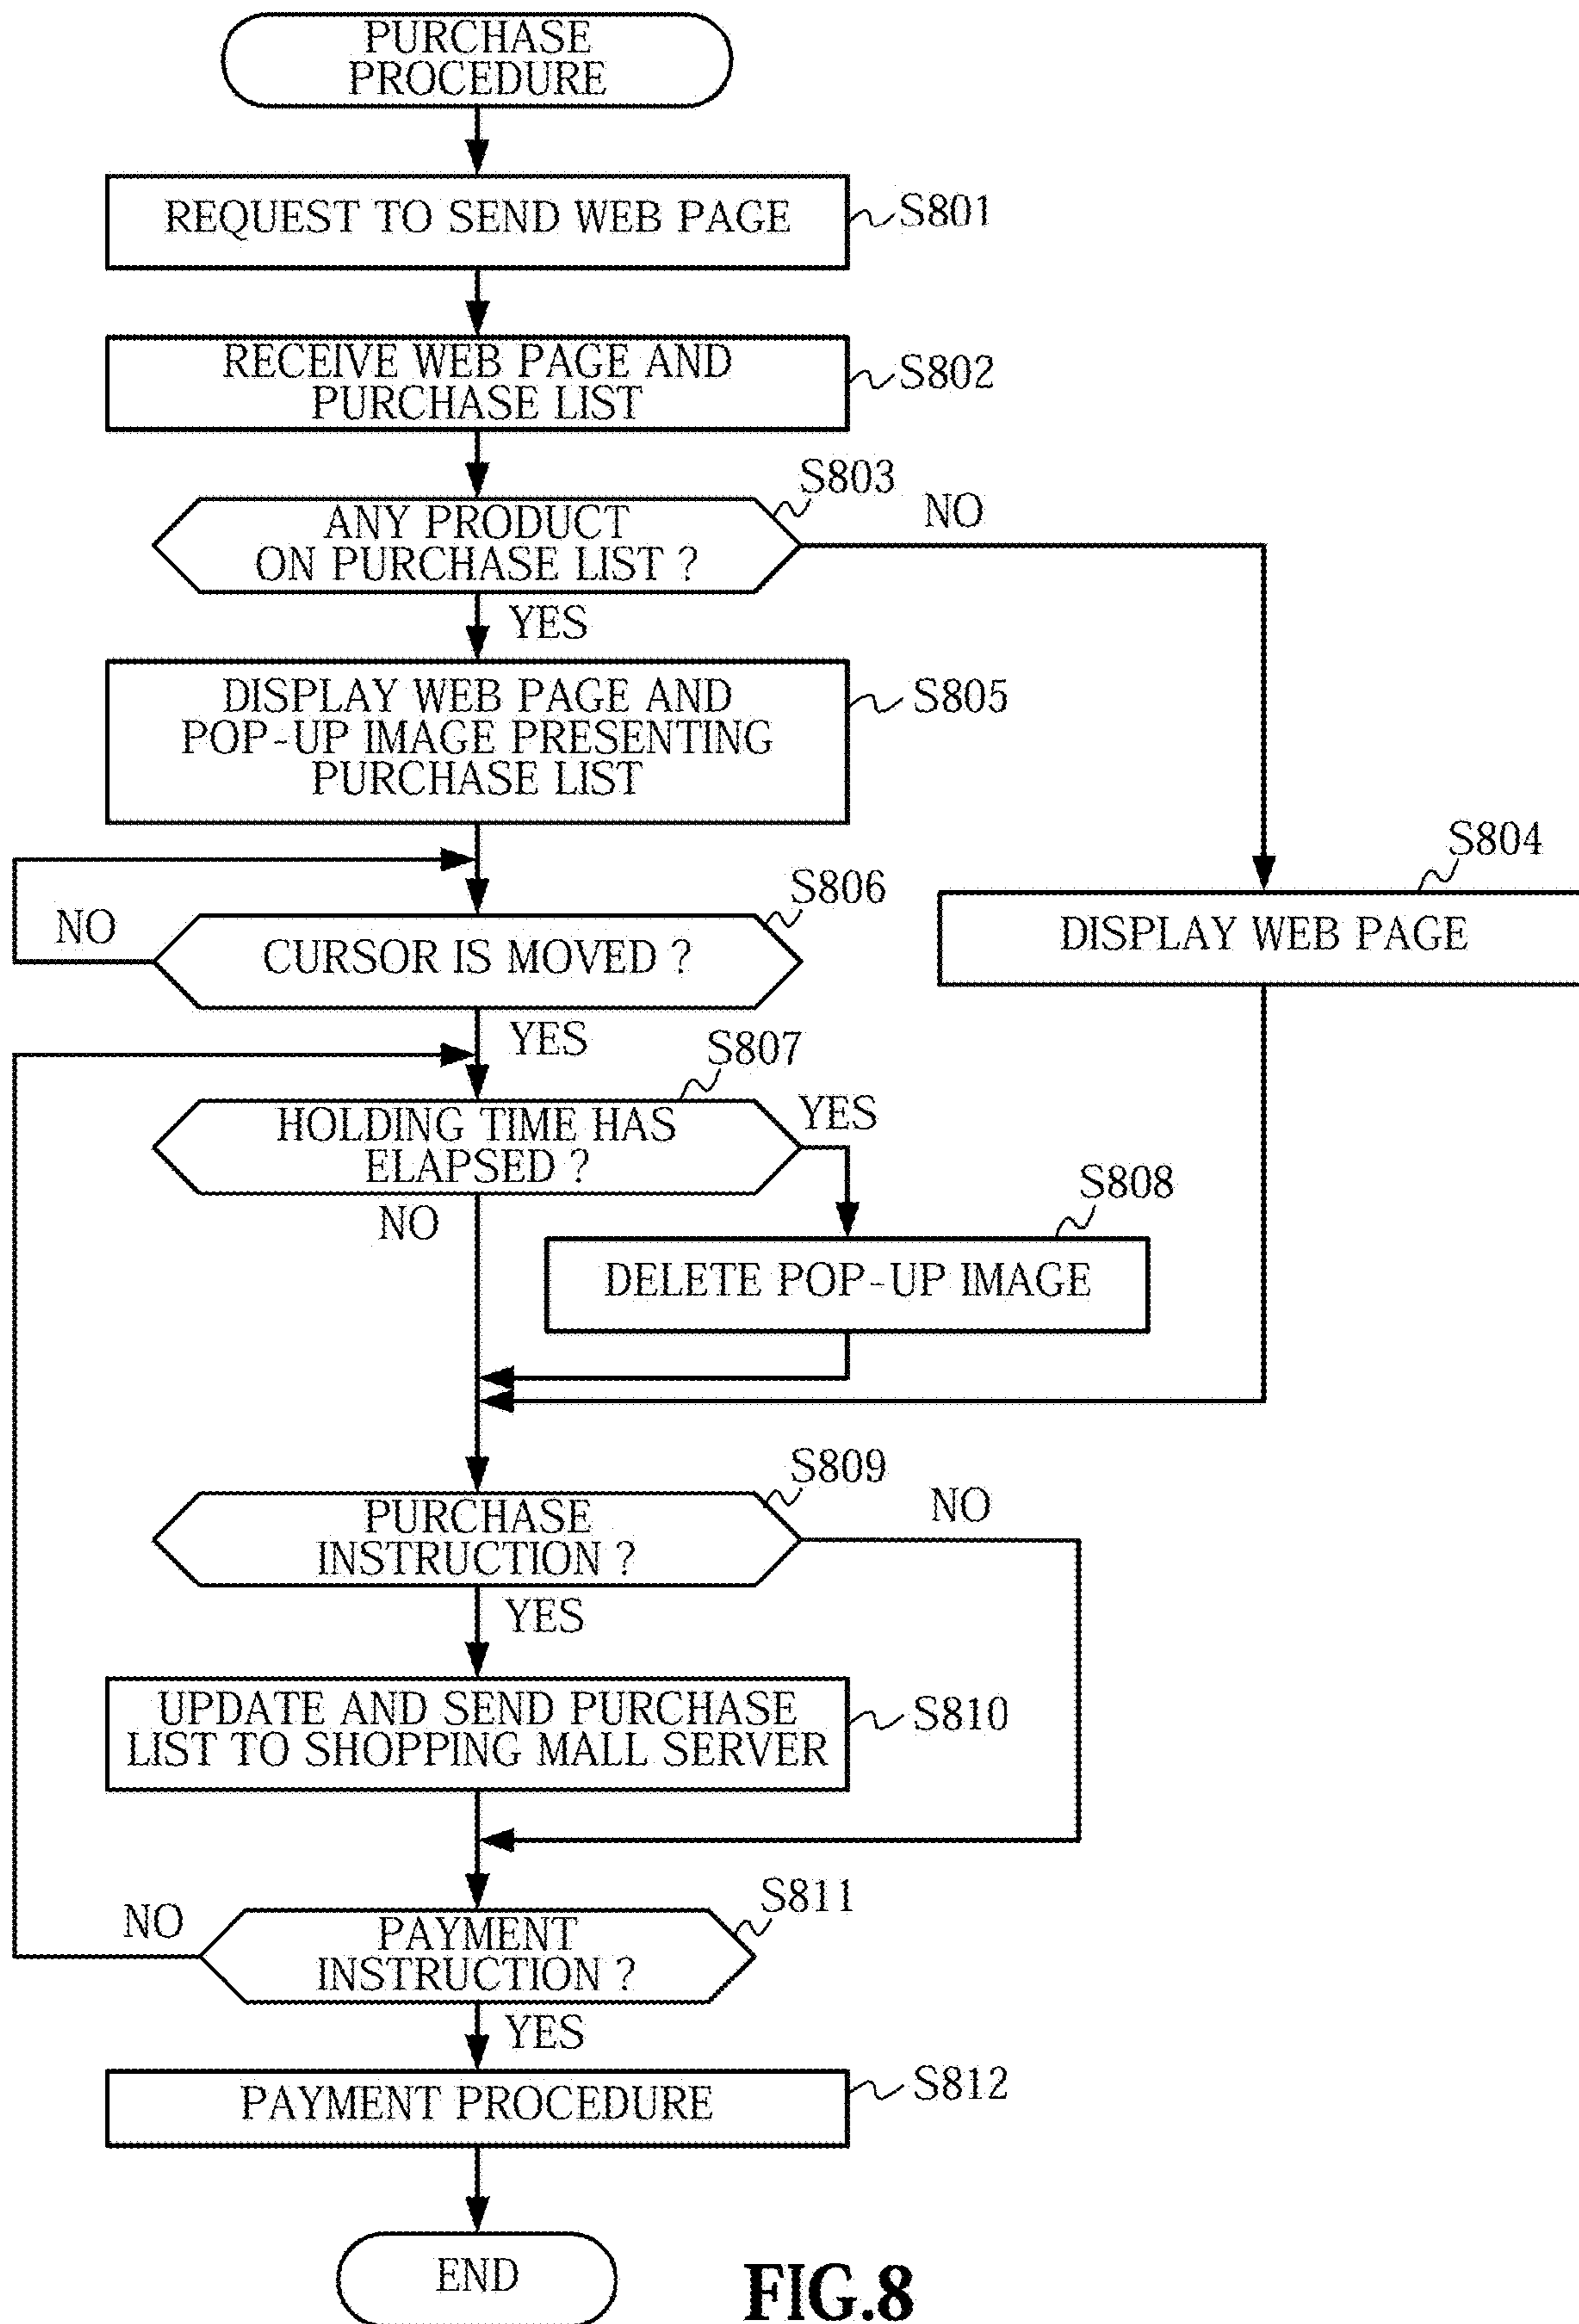 PURCHASE
PROCEDURE
REQUEST TO SEND WEB PAGE
S801
RECEIVE WEB PAGE AND
PURCHASE LIST
S802
S803
ANY PRODUCT
ON PURCHASE LIST ?
NO
YES
DISPLAY WEB PAGE AND
POP-UP IMAGE PRESENTING
PURCHASE LIST
S805
S804
DISPLAY WEB PAGE
S806
NO
CURSOR IS MOVED ?
YES
S807
HOLDING TIME HAS
ELAPSED ?
YES
NO
S808
DELETE POP-UP IMAGE
S809
PURCHASE
INSTRUCTION ?
NO
YES
UPDATE AND SEND PURCHASE
LIST TO SHOPPING MALL SERVER
S810
S811
NO
PAYMENT
INSTRUCTION ?
YES
PAYMENT PROCEDURE
S812
END
FIG.8